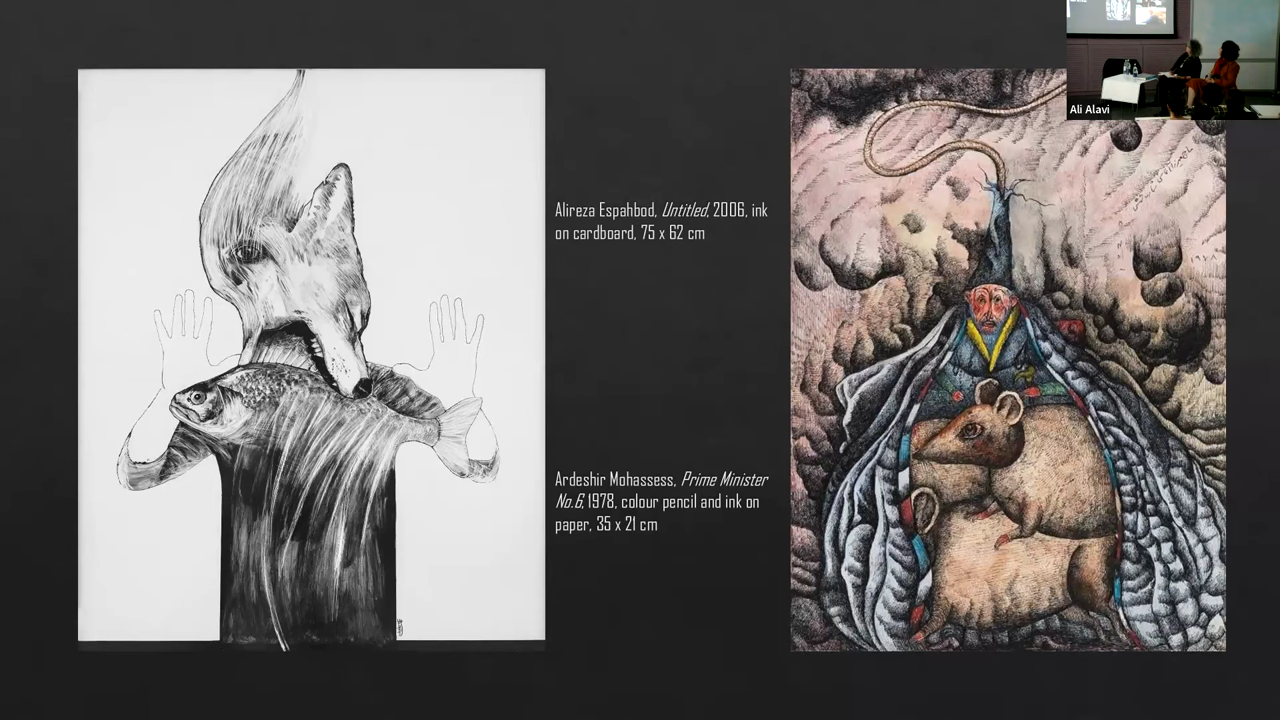 Ali Alavi
Alireza Espahbod, Untitled, 2006, ink
on cardboard, 75 x 62 cm
Ardeshir Mohassess, Prime Minister
No.6, 1978, colour pencil and ink on
paper, 35 x 21 cm